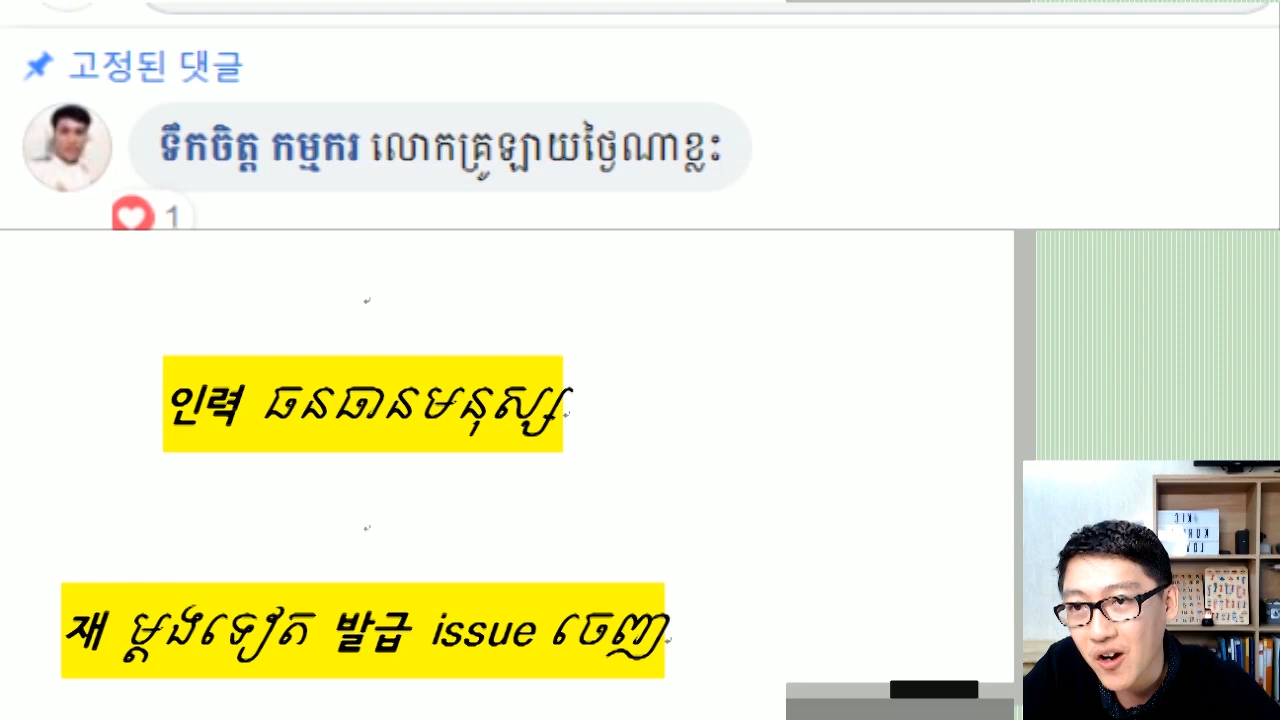 고정된 댓글
ទឹកចិត្ត កម្មករ លោកគ្រូឡាយថ្ងៃណាខ្លះ
1
인력 ធនធានមនុស្ស
재 ម្ដងទៀត 발급 issue ចេញ